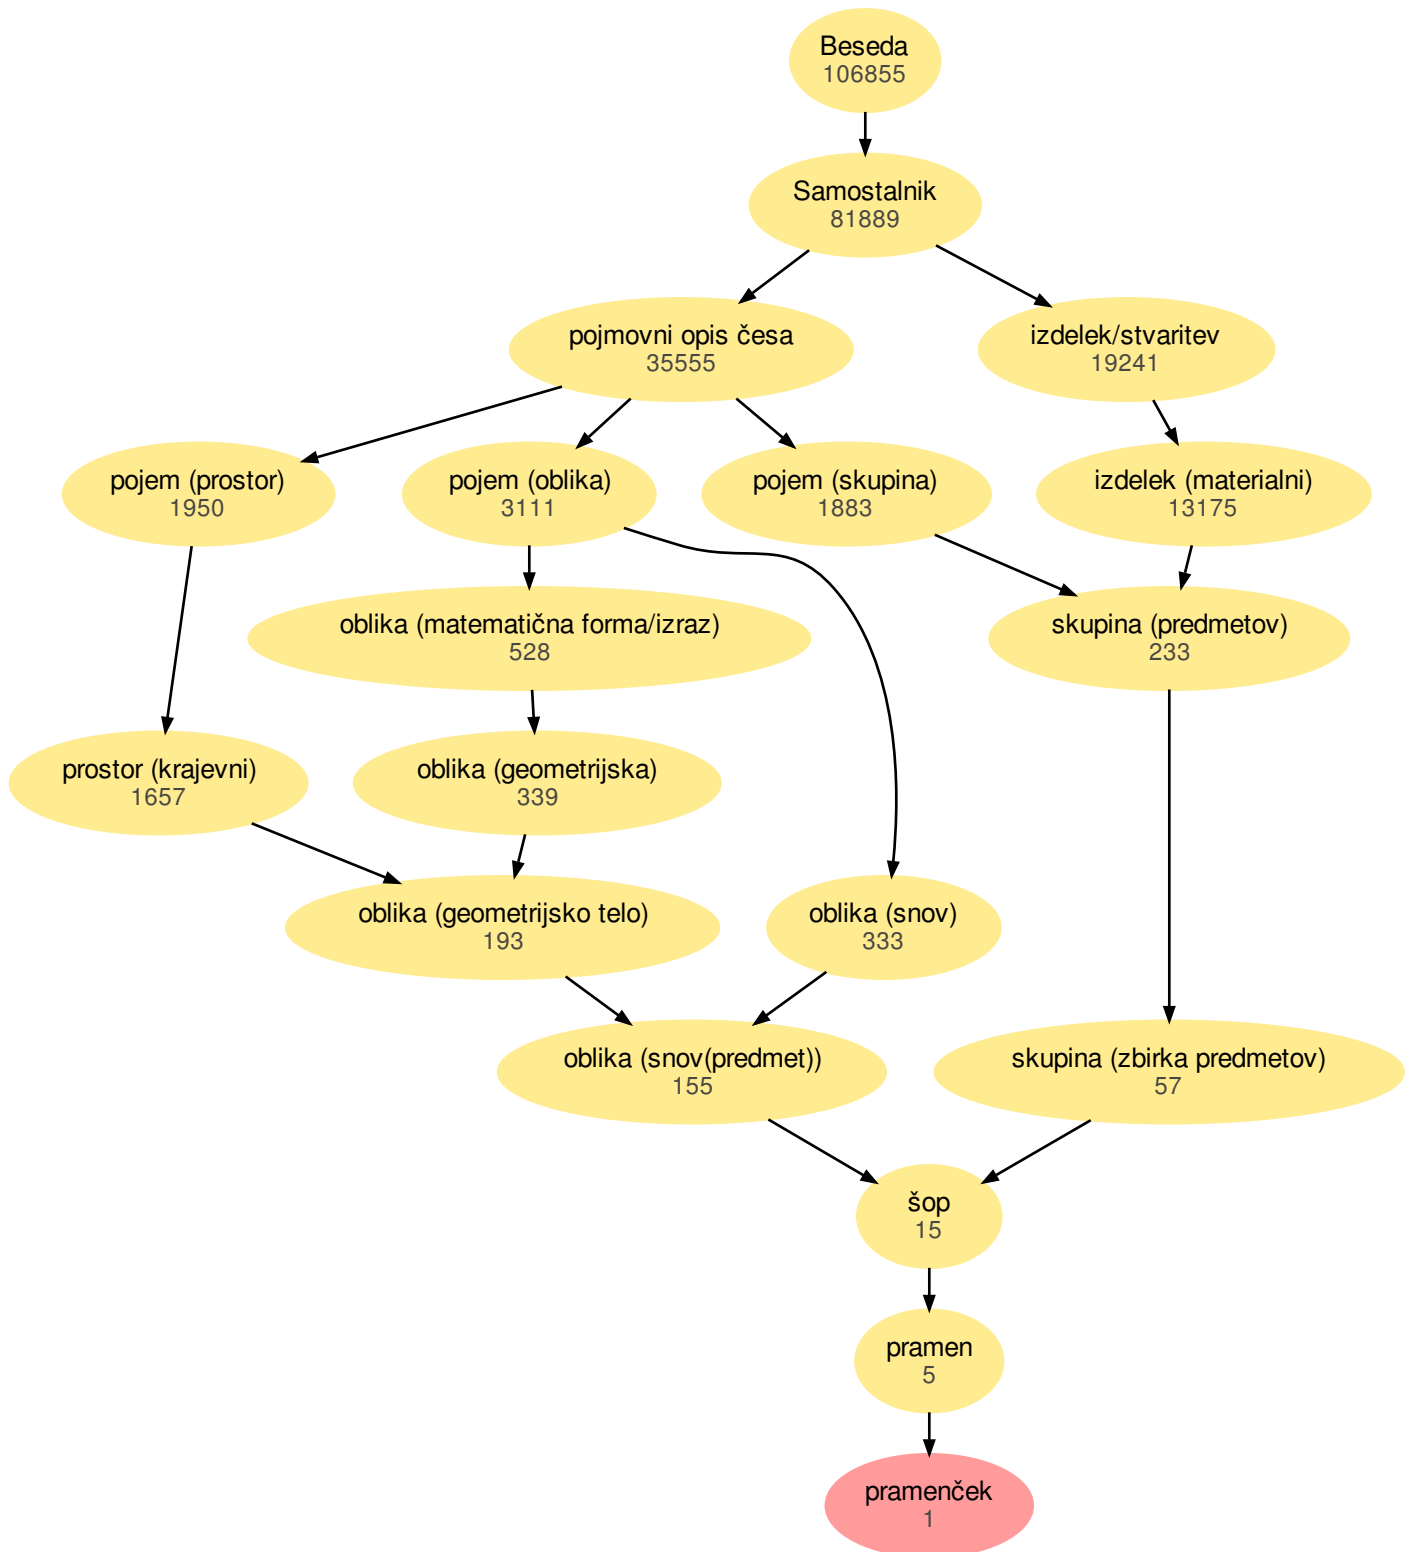 Beseda
106855
Samostalnik
81889
pojmovni opis česa
35555
izdelek/stvaritev
19241
pojem (prostor)
1950
pojem (oblika)
3111
pojem (skupina)
1883
izdelek (materialni)
13175
oblika (matematična forma/izraz)
528
skupina (predmetov)
233
prostor (krajevni)
1657
oblika (geometrijska)
339
oblika (geometrijsko telo)
193
oblika (snov)
333
oblika (snov(predmet))
155
skupina (zbirka predmetov)
57
šop
15
pramen
5
pramenček
1